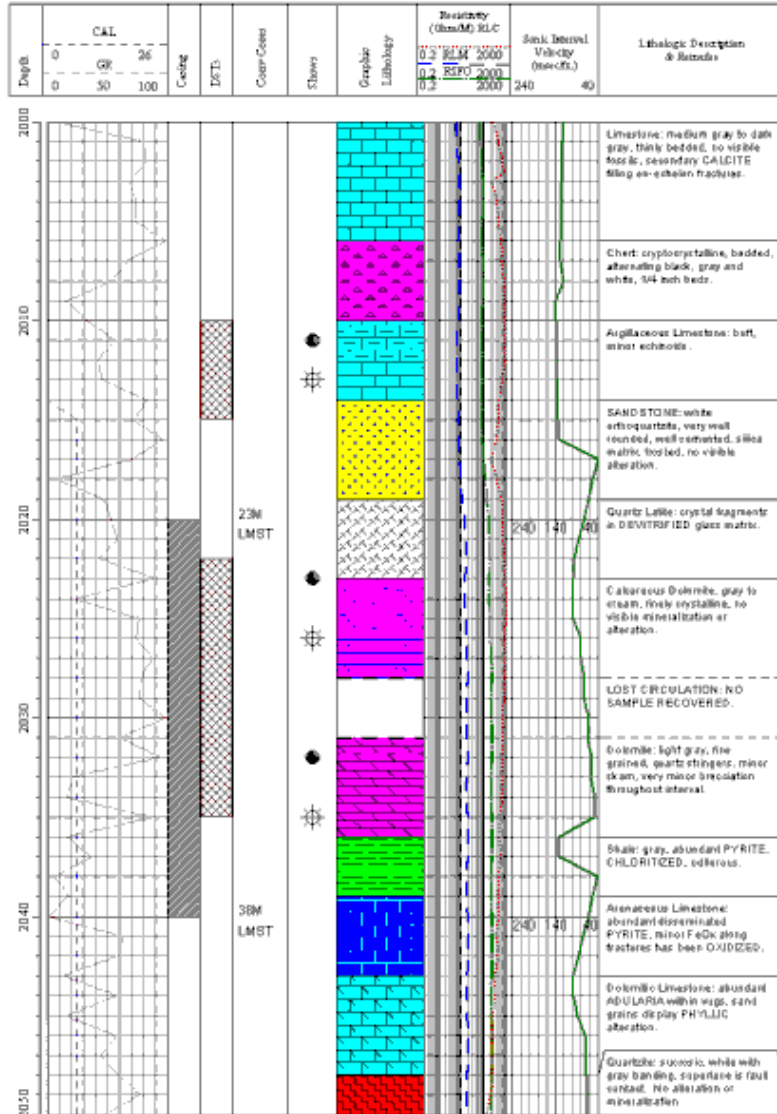 Depth
CAL
0 26
GR
0 50 100
Casing
DSTs
Conv Cores
Shows
Graphic
Lithology
Resistivity
(Ohm/M) RLC
0.2 RLM 2000
0.2 RSFO 2000
2000
Sonic Interval
Velocity
(msec/ft.)
240 40
Lithologic Description
& Remarks
2000
Limestone: medium gray to dark
gray, thinly bedded, no visible
fossils, secondary CALCITE
filling en-echelon fractures.
Chert: cryptocrystalline, bedded,
alternating black, gray and
white, 1/4 inch beds.
2010
Argillaceous Limestone: buff,
minor echinoids.
SANDSTONE: white
orthoquartzite, very well
rounded, well cemented, silica
matrix, frosted, no visible
alteration.
23M
LMST
2020
240 140 40
Quartz Latite: crystal fragments
in DEVITRIFIED glass matrix.
Calcareous Dolomite, gray to
cream, finely crystalline, no
visible mineralization or
alteration.
LOST CIRCULATION: NO
SAMPLE RECOVERED.
2030
Dolomite: light gray, fine
grained, quartz stringers, minor
skarn, very minor brecciation
throughout interval.
Shale: gray, abundant PYRITE,
CHLORITIZED, odiferous.
38M
LMST
2040
240 140 40
Arenaceous Limestone:
abundant disseminated
PYRITE, minor FeOx along
fractures has been OXIDIZED.
Dolomitic Limestone: abundant
ADULARIA within vugs, sand
grains display PHYLLIC
alteration.
Quartzite: sucrosic, white with
gray banding, superface is fault
contact. No alteration or
mineralization
2050